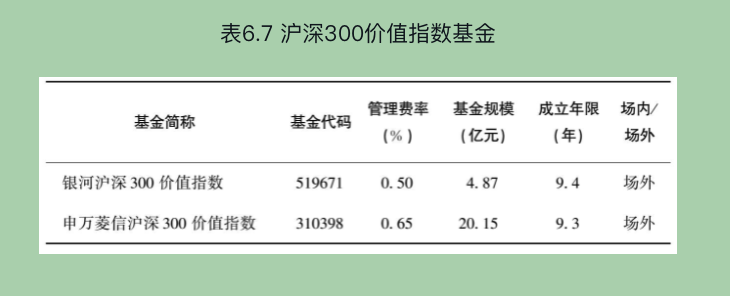 表6.7 沪深300价值指数基金
基金简称 基金代码 管理费率(%) 基金规模(亿元) 成立年限(年) 场内/场外
银河沪深300价值指数 519671 0.50 4.87 9.4 场外
申万菱信沪深300价值指数 310398 0.65 20.15 9.3 场外